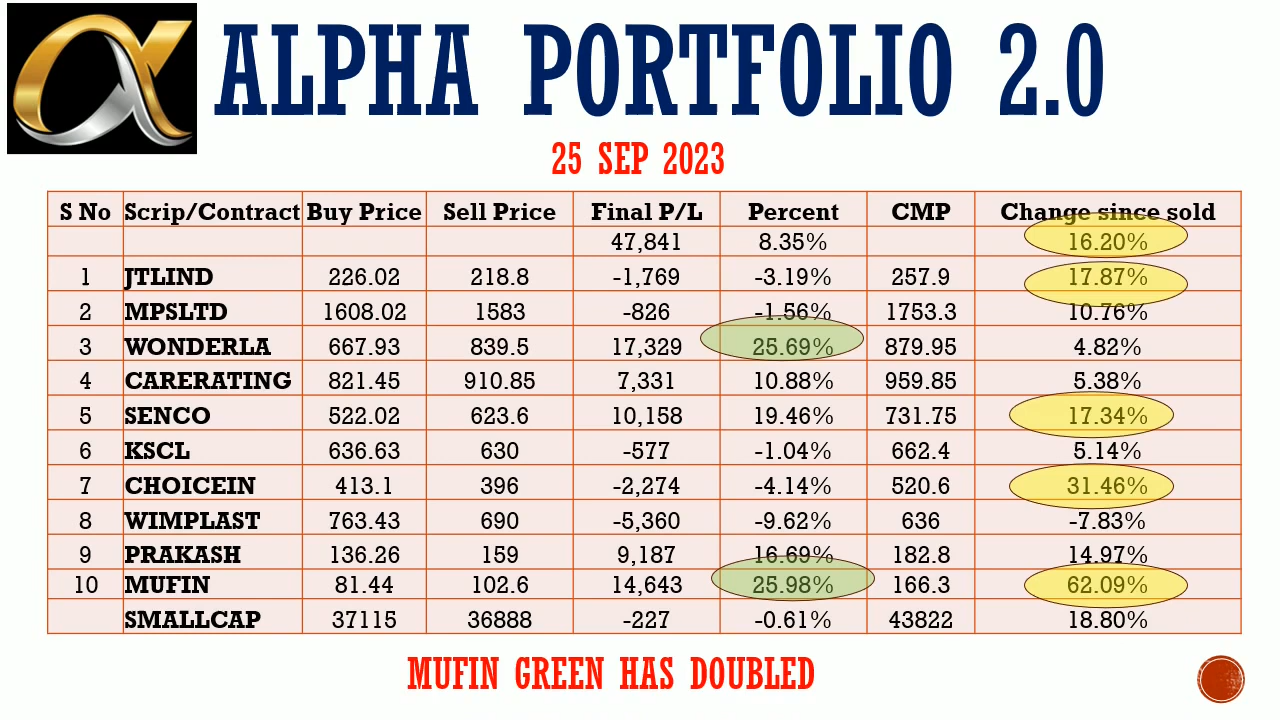 ALPHA PORTFOLIO 2.0
25 SEP 2023
S No Scrip/Contract Buy Price Sell Price Final P/L Percent CMP Change since sold
47,841 8.35% 16.20%
1 JTLIND 226.02 218.8 -1,769 -3.19% 257.9 17.87%
2 MPSLTD 1608.02 1583 -826 -1.56% 1753.3 10.76%
3 WONDERLA 667.93 839.5 17,329 25.69% 879.95 4.82%
4 CARERATING 821.45 910.85 7,331 10.88% 959.85 5.38%
5 SENCO 522.02 623.6 10,158 19.46% 731.75 17.34%
6 KSCL 636.63 630 -577 -1.04% 662.4 5.14%
7 CHOICEIN 413.1 396 -2,274 -4.14% 520.6 31.46%
8 WIMPLAST 763.43 690 -5,360 -9.62% 636 -7.83%
9 PRAKASH 136.26 159 9,187 16.69% 182.8 14.97%
10 MUFIN 81.44 102.6 14,643 25.98% 166.3 62.09%
SMALLCAP 37115 36888 -227 -0.61% 43822 18.80%
MUFIN GREEN HAS DOUBLED